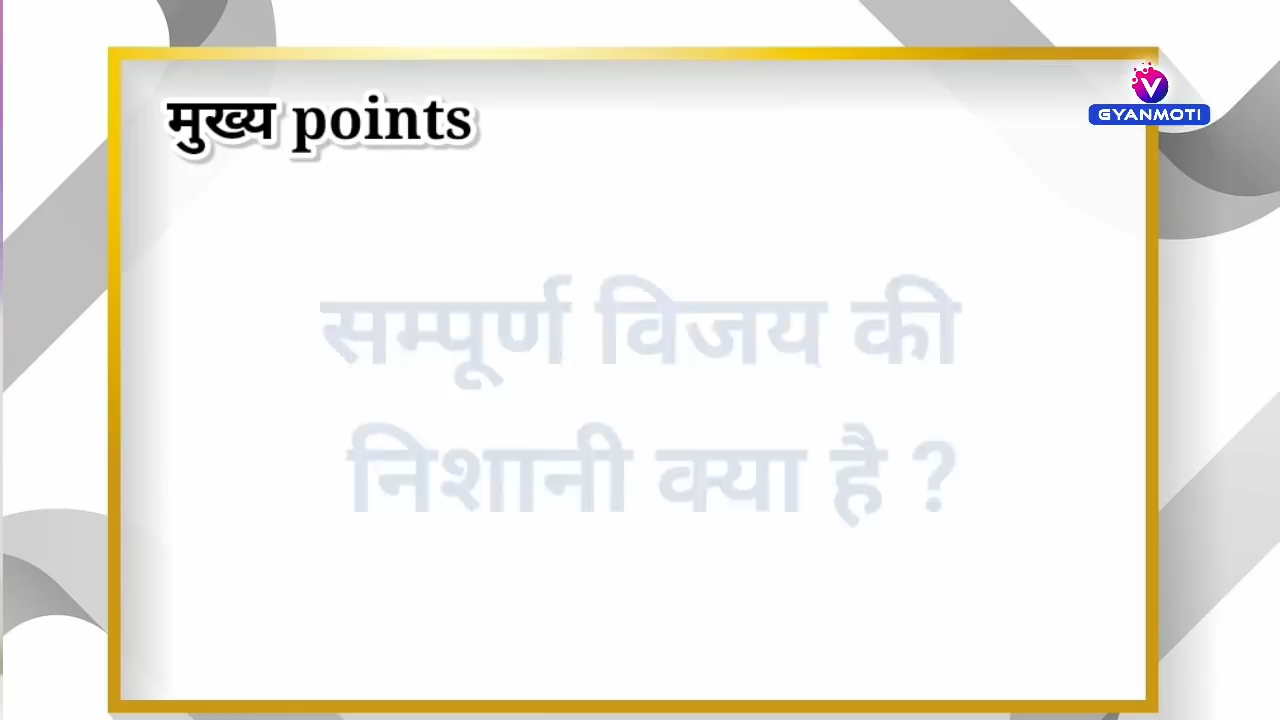 मुख्य points
V
GYANMOTI
सम्पूर्ण विजय की
निशानी क्या है ?